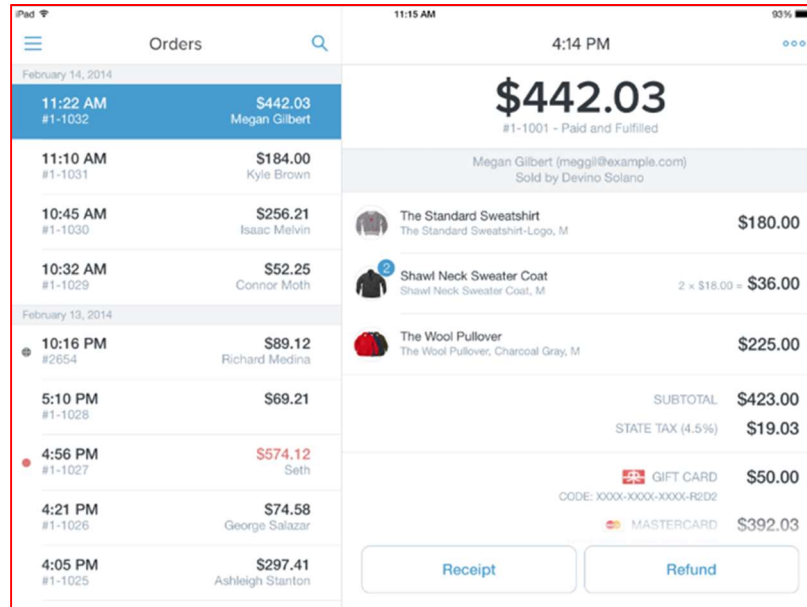 iPad 11:15 AM 93%
Orders
February 14, 2014
11:22 AM $442.03
#1-1032 Megan Gilbert
11:10 AM $184.00
#1-1031 Kyle Brown
10:45 AM $256.21
#1-1030 Isaac Melvin
10:32 AM $52.25
#1-1029 Connor Moth
February 13, 2014
10:16 PM $89.12
#2654 Richard Medina
5:10 PM $69.21
#1-1028
4:56 PM $574.12
#1-1027 Seth
4:21 PM $74.58
#1-1026 George Salazar
4:05 PM $297.41
#1-1025 Ashleigh Stanton
4:14 PM
$442.03
#1-1001 - Paid and Fulfilled
Megan Gilbert (meggil@example.com)
Sold by Devino Solano
The Standard Sweatshirt $180.00
The Standard Sweatshirt-Logo, M
2
Shawl Neck Sweater Coat 2 × $18.00 = $36.00
Shawl Neck Sweater Coat, M
The Wool Pullover $225.00
The Wool Pullover, Charcoal Gray, M
SUBTOTAL $423.00
STATE TAX (4.5%) $19.03
GIFT CARD $50.00
CODE: XXXX-XXXX-XXXX-R2D2
MASTERCARD $392.03
Receipt Refund